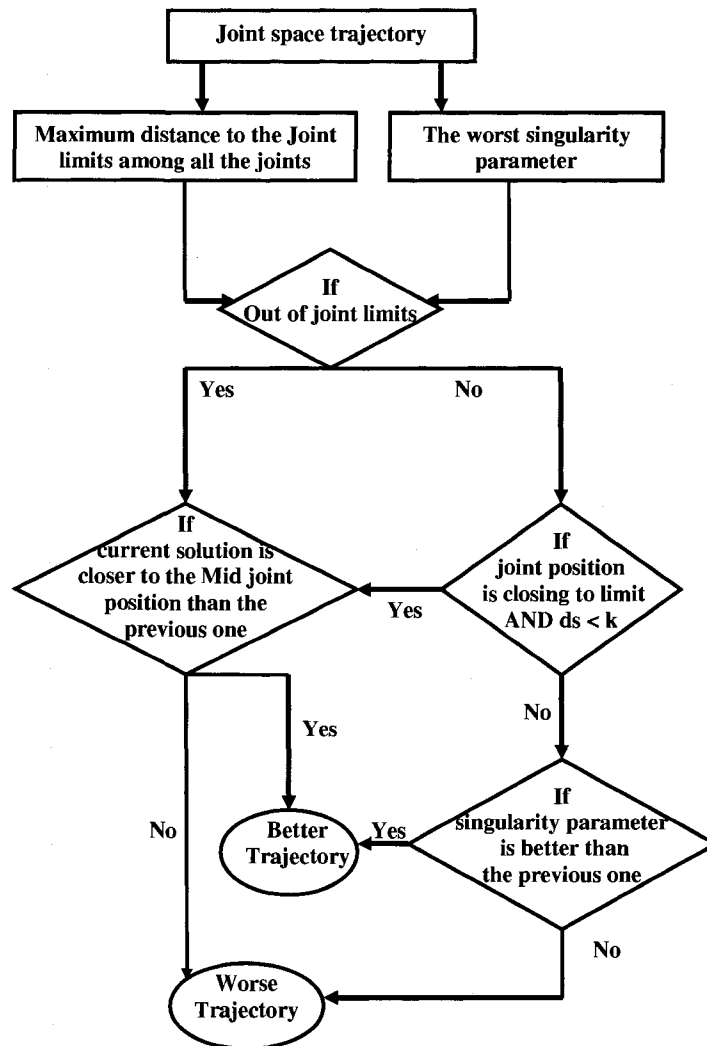 Joint space trajectory
Maximum distance to the Joint
limits among all the joints
The worst singularity
parameter
If
Out of joint limits
Yes
No
If
current solution is
closer to the Mid joint
position than the
previous one
If
joint position
is closing to limit
AND ds < k
Yes
No
Yes
No
If
singularity parameter
is better than
the previous one
Yes
Better
Trajectory
No
Worse
Trajectory